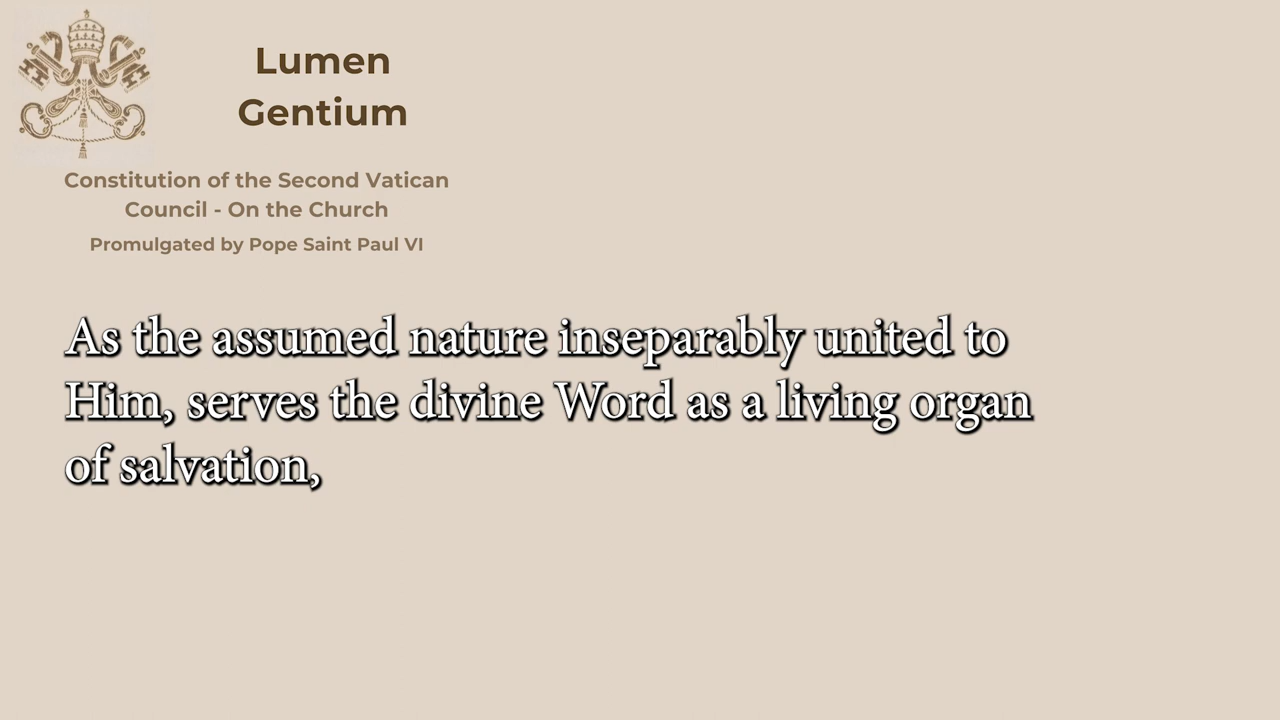 Lumen
Gentium
Constitution of the Second Vatican
Council - On the Church
Promulgated by Pope Saint Paul VI
As the assumed nature inseparably united to
Him, serves the divine Word as a living organ
of salvation,